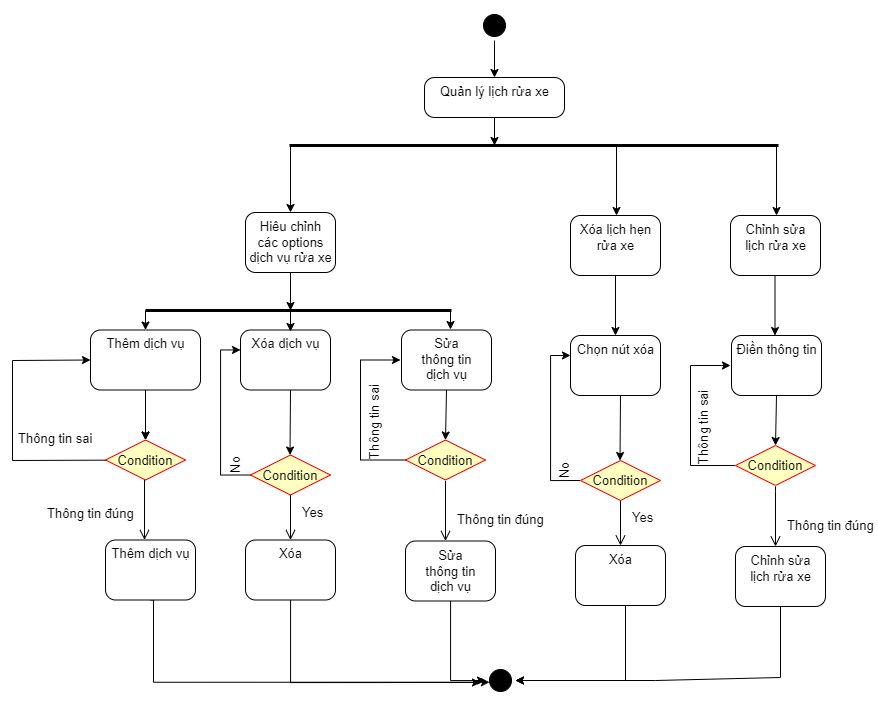 Quản lý lịch rửa xe
Hiêu chỉnh
các options
dịch vụ rửa xe
Xóa lịch hẹn
rửa xe
Chỉnh sửa
lịch rửa xe
Thêm dịch vụ
Xóa dịch vụ
Sửa
thông tin
dịch vụ
Chọn nút xóa
Điền thông tin
Thông tin sai
No
Thông tin sai
No
Thông tin sai
Condition
Condition
Condition
Condition
Condition
Thông tin đúng
Yes
Thông tin đúng
Yes
Thông tin đúng
Thêm dịch vụ
Xóa
Sửa
thông tin
dịch vụ
Xóa
Chỉnh sửa
lịch rửa xe